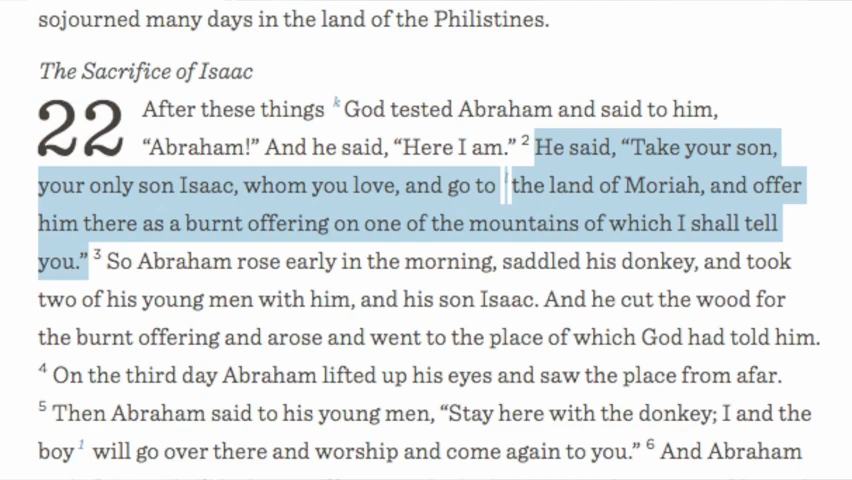 sojourned many days in the land of the Philistines.
The Sacrifice of Isaac
22 After these things k God tested Abraham and said to him,
“Abraham!” And he said, “Here I am.” 2 He said, “Take your son,
your only son Isaac, whom you love, and go to the land of Moriah, and offer
him there as a burnt offering on one of the mountains of which I shall tell
you.” 3 So Abraham rose early in the morning, saddled his donkey, and took
two of his young men with him, and his son Isaac. And he cut the wood for
the burnt offering and arose and went to the place of which God had told him.
4 On the third day Abraham lifted up his eyes and saw the place from afar.
5 Then Abraham said to his young men, “Stay here with the donkey; I and the
boy 1 will go over there and worship and come again to you.” 6 And Abraham